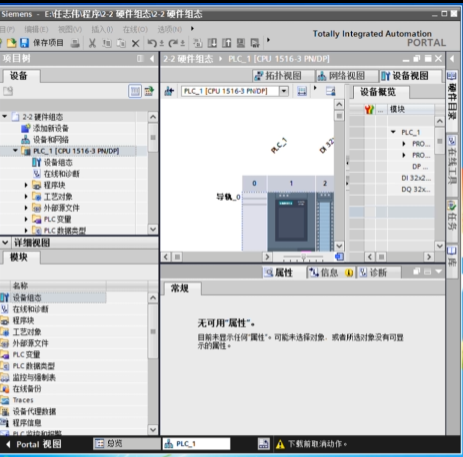 Siemens - E:\任志伟\程序\2-2 硬件组态\2-2 硬件组态
编辑(E) 视图(V) 插入(I) 在线(O) 选项(N)
Totally Integrated Automation
PORTAL
保存项目
项目树
2-2 硬件组态 ▸ PLC_1 [CPU 1516-3 PN/DP]
设备
拓扑视图 网络视图 设备视图
PLC_1 [CPU 1516-3 PN/DP]
设备概览
模块
2-2 硬件组态
添加新设备
设备和网络
PLC_1 [CPU 1516-3 PN/DP]
设备组态
在线和诊断
程序块
工艺对象
外部源文件
PLC 变量
PLC 数据类型
PLC_1
DI 32
0 1 2
导轨_0
PLC_1
PRO...
PRO...
DP ...
DI 32x2...
DQ 32x...
硬件目录
在线工具
任务
库
详细视图
模块
名称
设备组态
在线和诊断
程序块
工艺对象
外部源文件
PLC 变量
PLC 数据类型
监控与强制表
在线备份
Traces
设备代理数据
程序信息
PLC 监控和报警
属性 信息 诊断
常规
无可用"属性"。
目前未显示任何"属性"。可能未选择对象，或者所选对象没有可显示的属性。
Portal 视图 总览 PLC_1 下载前取消动作。